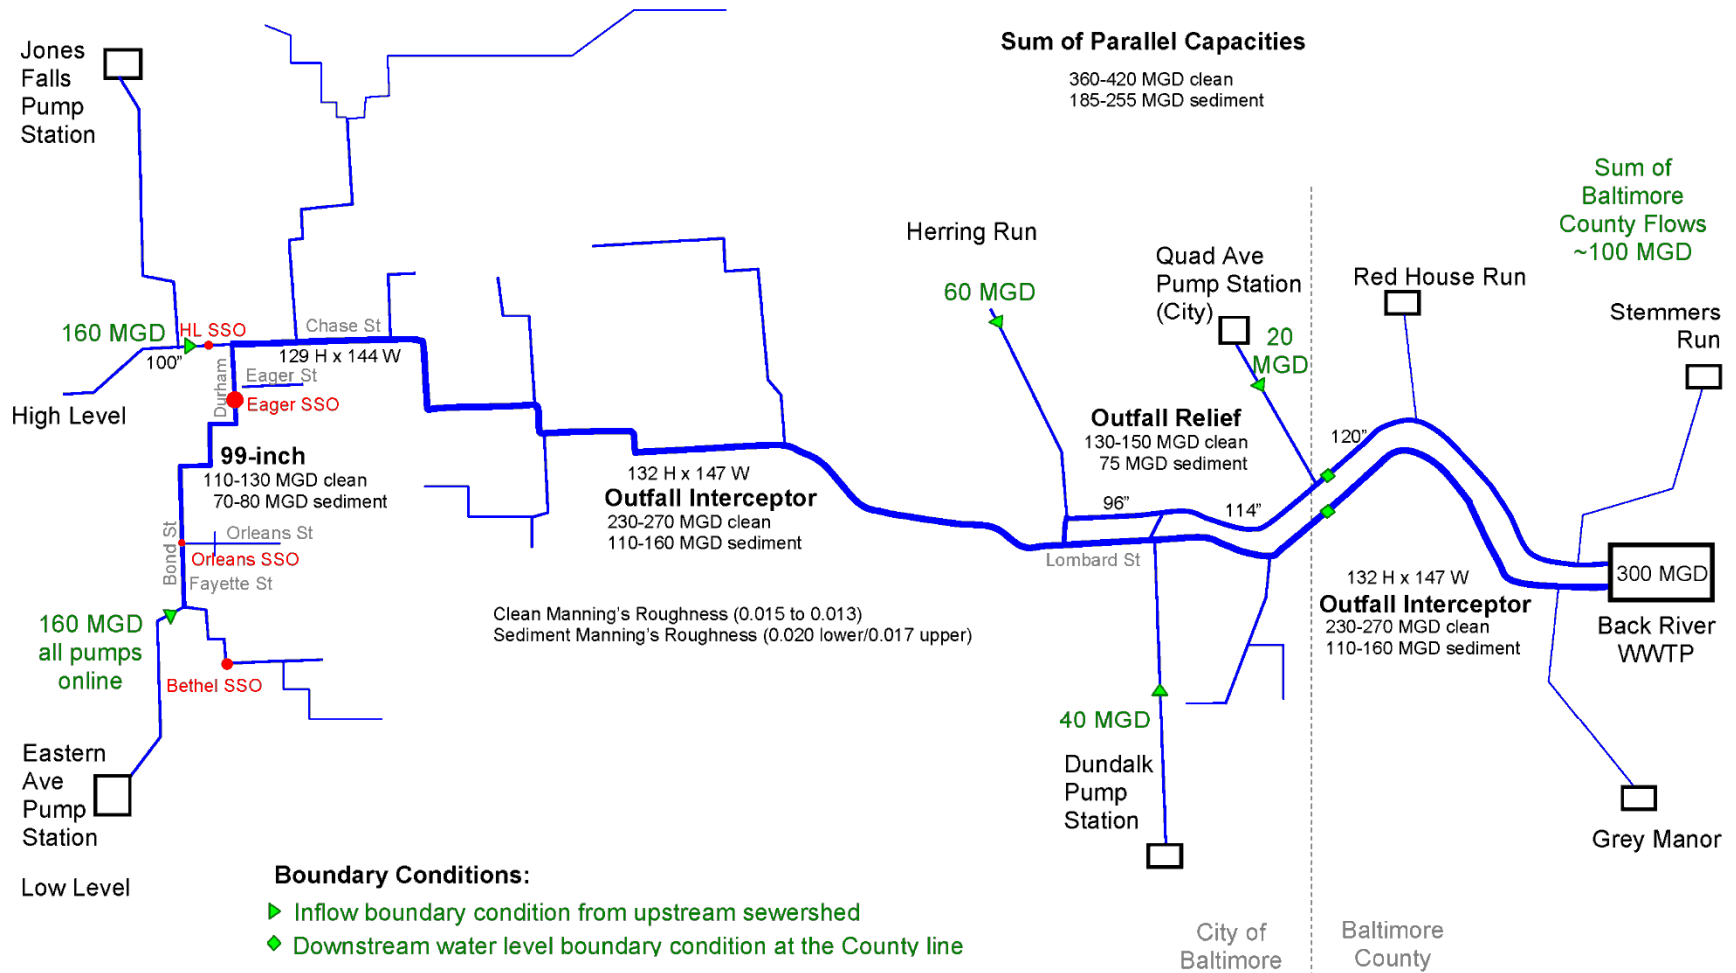 Jones
Falls
Pump
Station
Sum of Parallel Capacities
360-420 MGD clean
185-255 MGD sediment
Sum of
Baltimore
County Flows
~100 MGD
Herring Run
60 MGD
Quad Ave
Pump Station
(City)
20
MGD
Red House Run
Stemmers
Run
160 MGD
HL SSO
100"
Chase St
129 H x 144 W
Durham
Eager St
Eager SSO
High Level
99-inch
110-130 MGD clean
70-80 MGD sediment
132 H x 147 W
Outfall Interceptor
230-270 MGD clean
110-160 MGD sediment
Outfall Relief
130-150 MGD clean
75 MGD sediment
96"
114"
120"
Lombard St
Bond St
Orleans St
Orleans SSO
Fayette St
160 MGD
all pumps
online
Bethel SSO
Clean Manning's Roughness (0.015 to 0.013)
Sediment Manning's Roughness (0.020 lower/0.017 upper)
132 H x 147 W
Outfall Interceptor
230-270 MGD clean
110-160 MGD sediment
300 MGD
Back River
WWTP
40 MGD
Dundalk
Pump
Station
Grey Manor
Eastern
Ave
Pump
Station
Low Level
Boundary Conditions:
Inflow boundary condition from upstream sewershed
Downstream water level boundary condition at the County line
City of
Baltimore
Baltimore
County